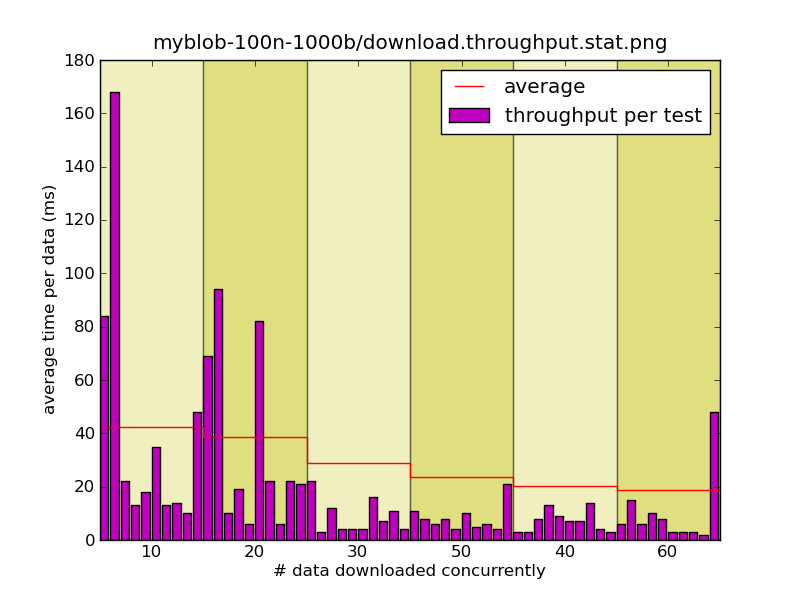 myblob-100n-1000b/download.throughput.stat.png
average
throughput per test
average time per data (ms)
180
160
140
120
100
80
60
40
20
0
10 20 30 50 40 60
# data downloaded concurrently